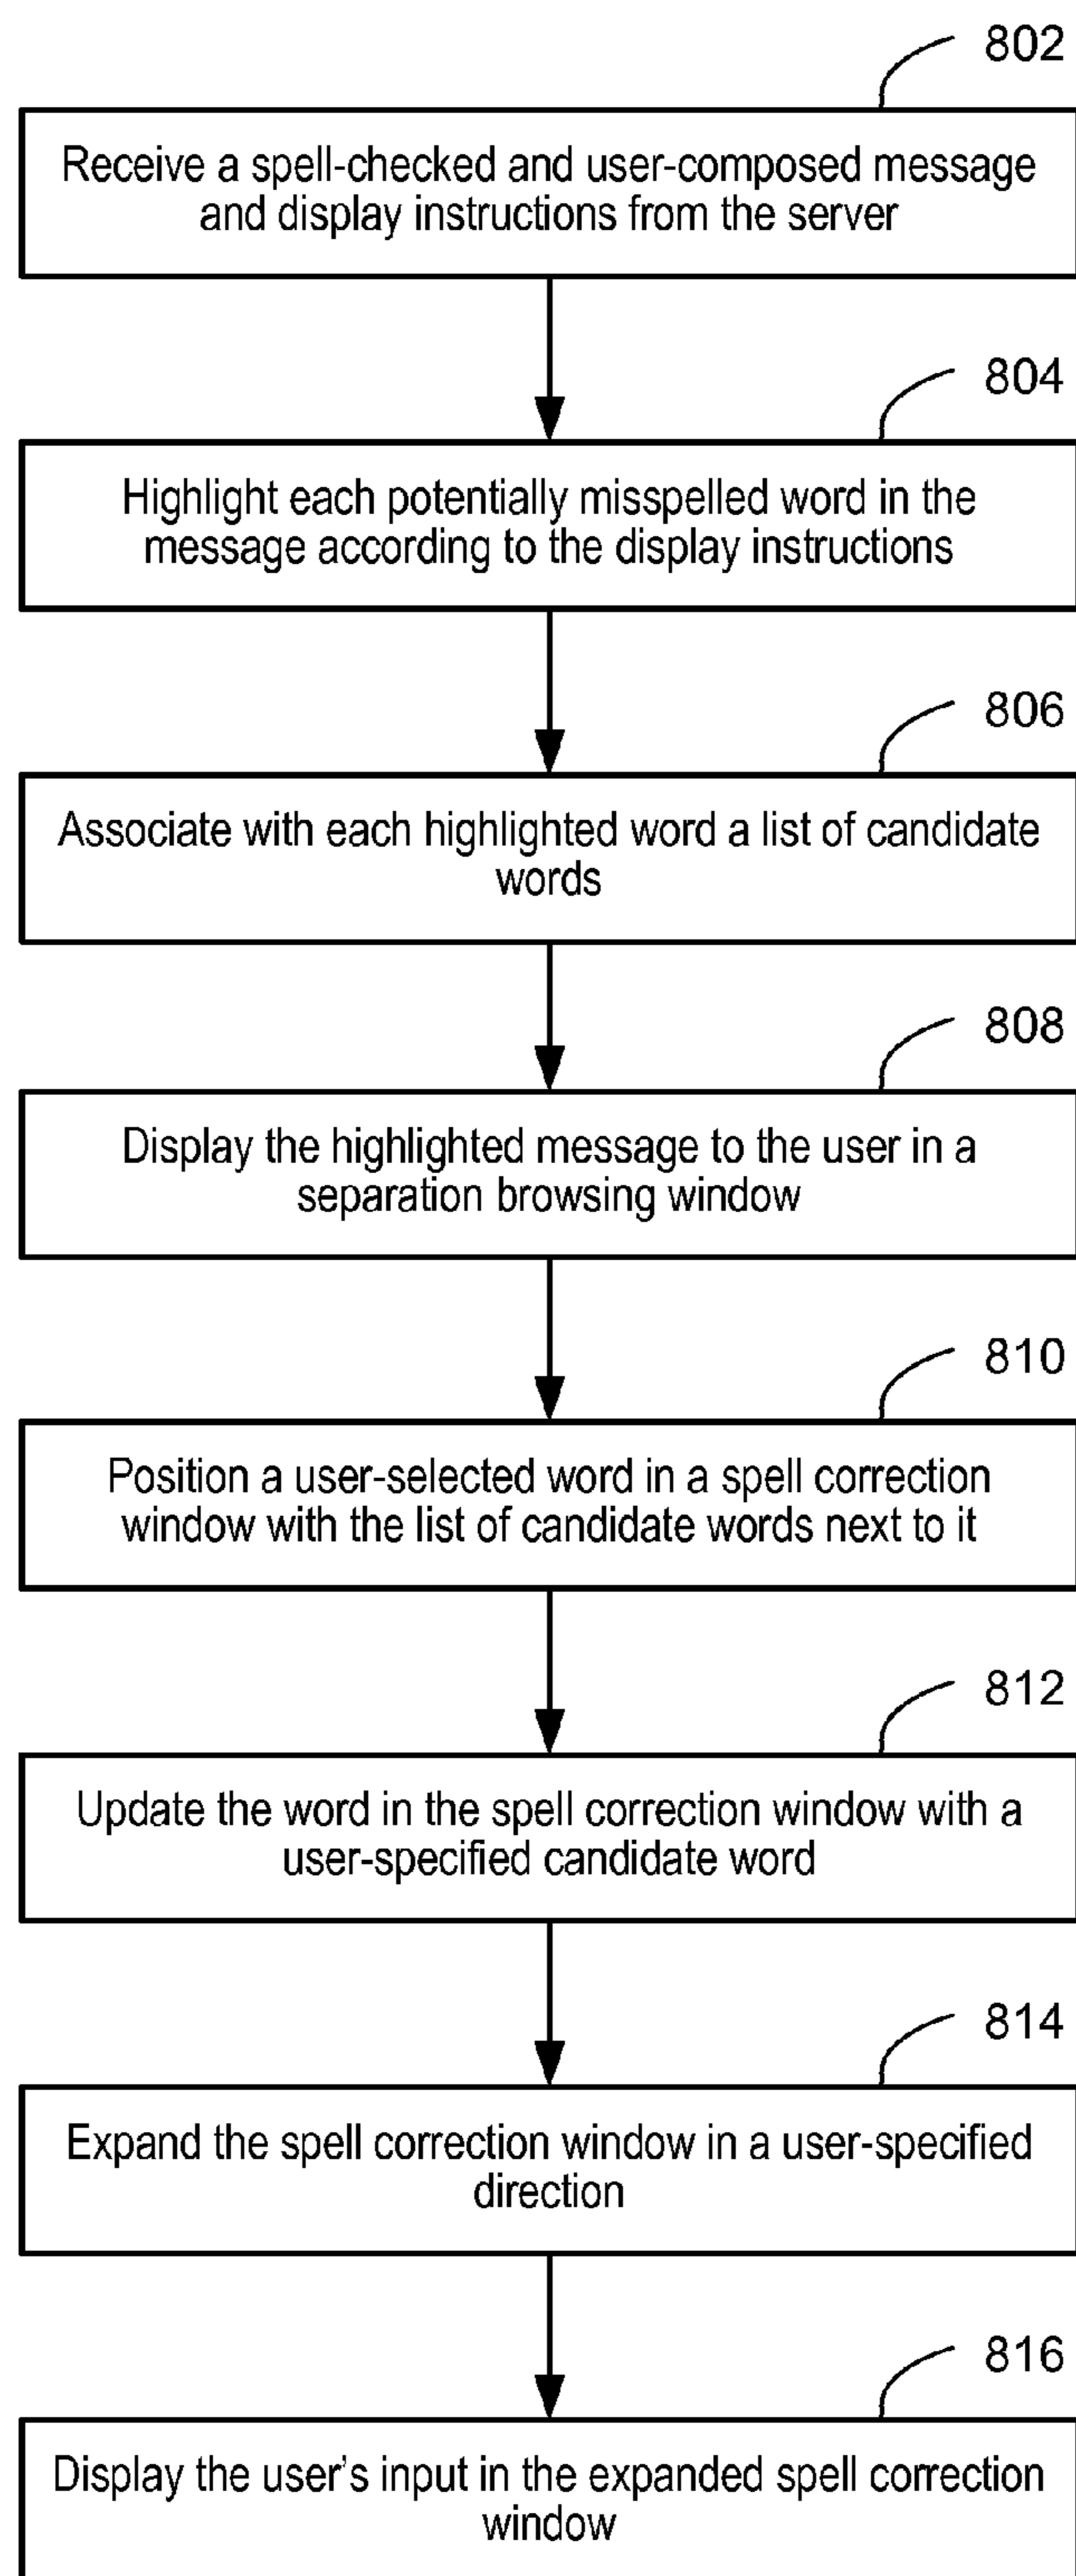 802
Receive a spell-checked and user-composed message
and display instructions from the server
804
Highlight each potentially misspelled word in the
message according to the display instructions
806
Associate with each highlighted word a list of candidate
words
808
Display the highlighted message to the user in a
separation browsing window
810
Position a user-selected word in a spell correction
window with the list of candidate words next to it
812
Update the word in the spell correction window with a
user-specified candidate word
814
Expand the spell correction window in a user-specified
direction
816
Display the user's input in the expanded spell correction
window